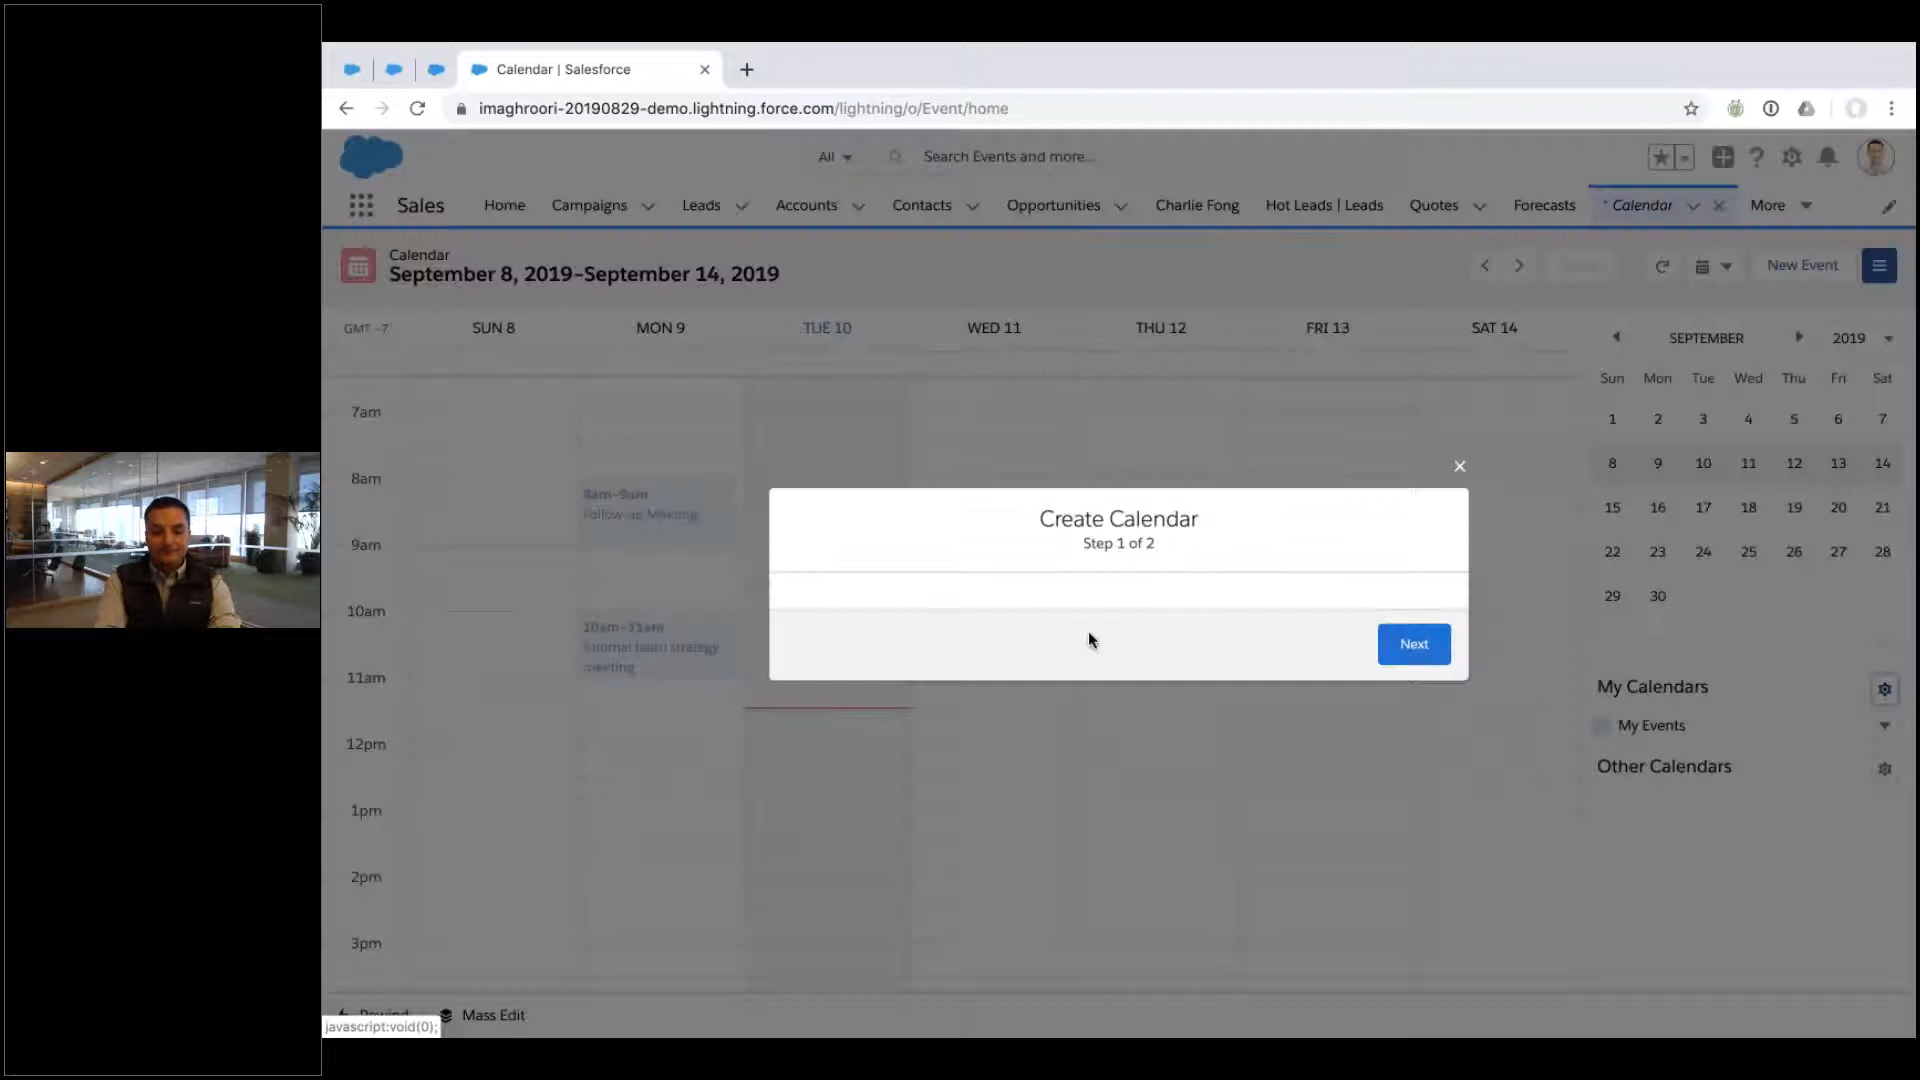 Calendar | Salesforce
imaghroori-20190829-demo.lightning.force.com/lightning/o/Event/home
All
Search Events and more...
Sales
Home
Campaigns
Leads
Accounts
Contacts
Opportunities
Charlie Fong
Hot Leads | Leads
Quotes
Forecasts
* Calendar
More
Calendar
September 8, 2019–September 14, 2019
New Event
GMT -7
SUN 8
MON 9
TUE 10
WED 11
THU 12
FRI 13
SAT 14
7am
8am
9am
10am
11am
12pm
1pm
2pm
3pm
8am–9am
Follow-up Meeting
10am–11am
Internal team strategy
meeting
Create Calendar
Step 1 of 2
Next
SEPTEMBER
2019
Sun Mon Tue Wed Thu Fri Sat
1 2 3 4 5 6 7
8 9 10 11 12 13 14
15 16 17 18 19 20 21
22 23 24 25 26 27 28
29 30
My Calendars
My Events
Other Calendars
Rewind
Mass Edit
javascript:void(0);